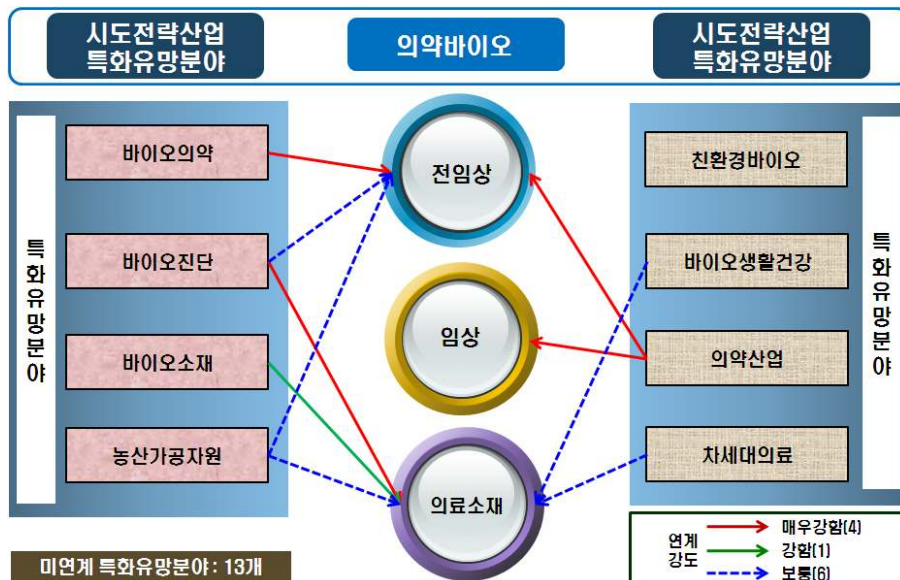 시도전략산업
특화유망분야
의약바이오
시도전략산업
특화유망분야
특화유망분야
바이오의약
바이오진단
바이오소재
농산가공자원
전임상
임상
의료소재
친환경바이오
바이오생활건강
의약산업
차세대의료
특화유망분야
미연계 특화유망분야 : 13개
연계
강도
매우강함(4)
강함(1)
보통(6)